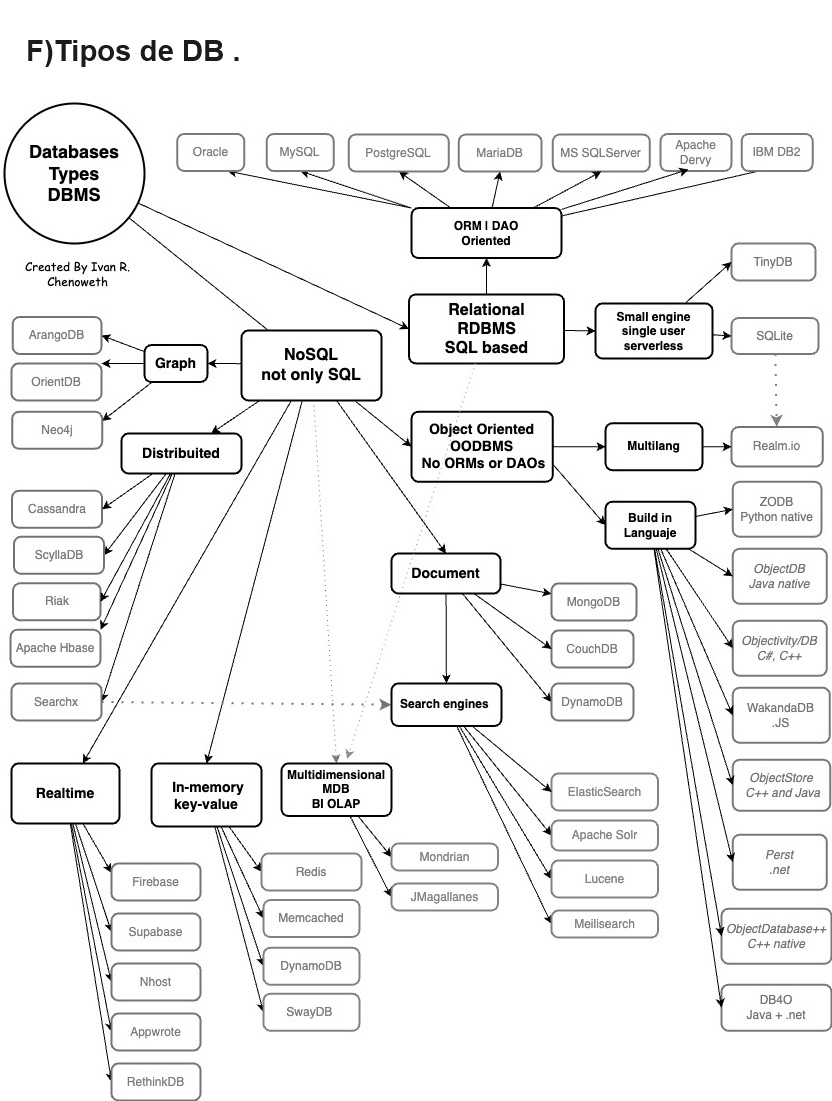 F)Tipos de DB .
Databases
Types
DBMS
Created By Ivan R.
Chenoweth
Oracle
MySQL
PostgreSQL
MariaDB
MS SQLServer
Apache
Dervy
IBM DB2
ORM I DAO
Oriented
TinyDB
Relational
RDBMS
SQL based
Small engine
single user
serverless
SQLite
ArangoDB
Graph
NoSQL
not only SQL
OrientDB
Neo4j
Distribuited
Object Oriented
OODBMS
No ORMs or DAOs
Multilang
Realm.io
Cassandra
ScyllaDB
Riak
Apache Hbase
Searchx
Build in
Languaje
ZODB
Python native
ObjectDB
Java native
Objectivity/DB
C#, C++
WakandaDB
.JS
ObjectStore
C++ and Java
Perst
.net
ObjectDatabase++
C++ native
DB4O
Java + .net
Document
MongoDB
CouchDB
DynamoDB
Search engines
ElasticSearch
Apache Solr
Lucene
Meilisearch
Realtime
Firebase
Supabase
Nhost
Appwrote
RethinkDB
In-memory
key-value
Redis
Memcached
DynamoDB
SwayDB
Multidimensional
MDB
BI OLAP
Mondrian
JMagallanes